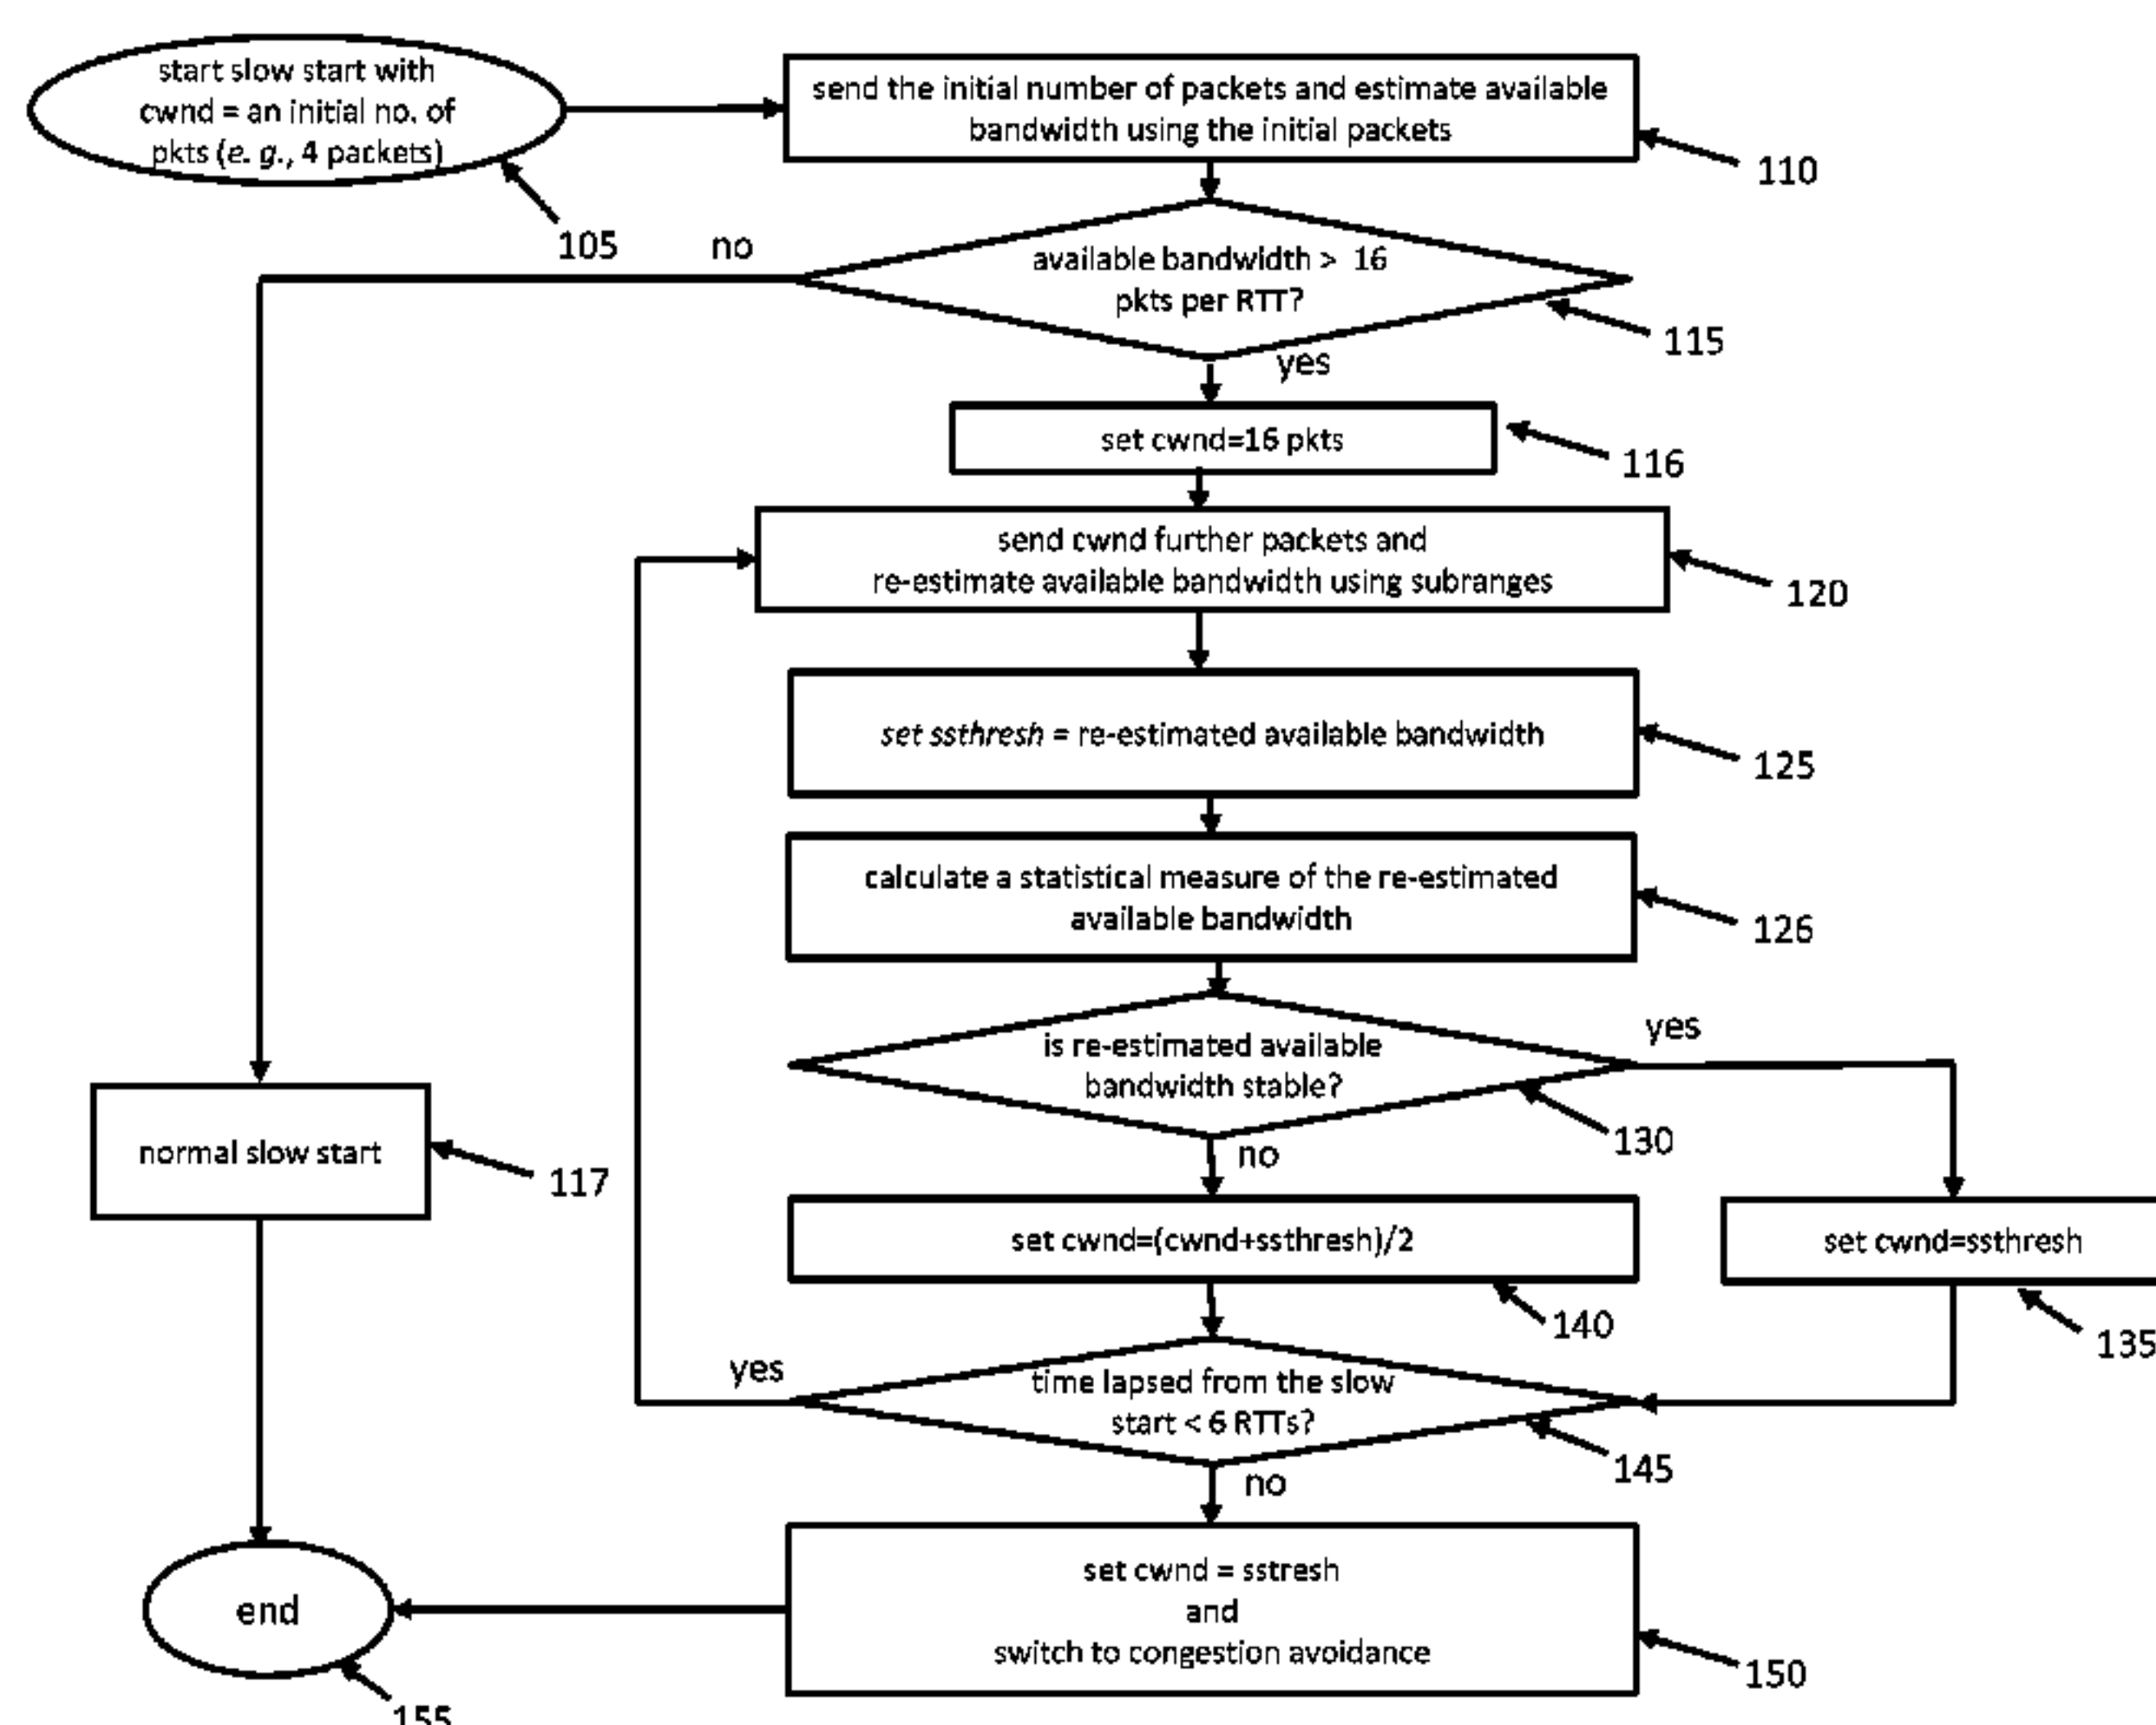 start slow start with
cwnd = an initial no. of
pkts (e. g., 4 packets)
105
send the initial number of packets and estimate available
bandwidth using the initial packets
110
no
available bandwidth > 16
pkts per RTT?
115
yes
set cwnd=16 pkts
116
send cwnd further packets and
re-estimate available bandwidth using subranges
120
set ssthresh = re-estimated available bandwidth
125
calculate a statistical measure of the re-estimated
available bandwidth
126
is re-estimated available
bandwidth stable?
yes
130
no
normal slow start
117
set cwnd=(cwnd+ssthresh)/2
140
set cwnd=ssthresh
135
yes
time lapsed from the slow
start < 6 RTTs?
145
no
set cwnd = sstresh
and
switch to congestion avoidance
150
end
155